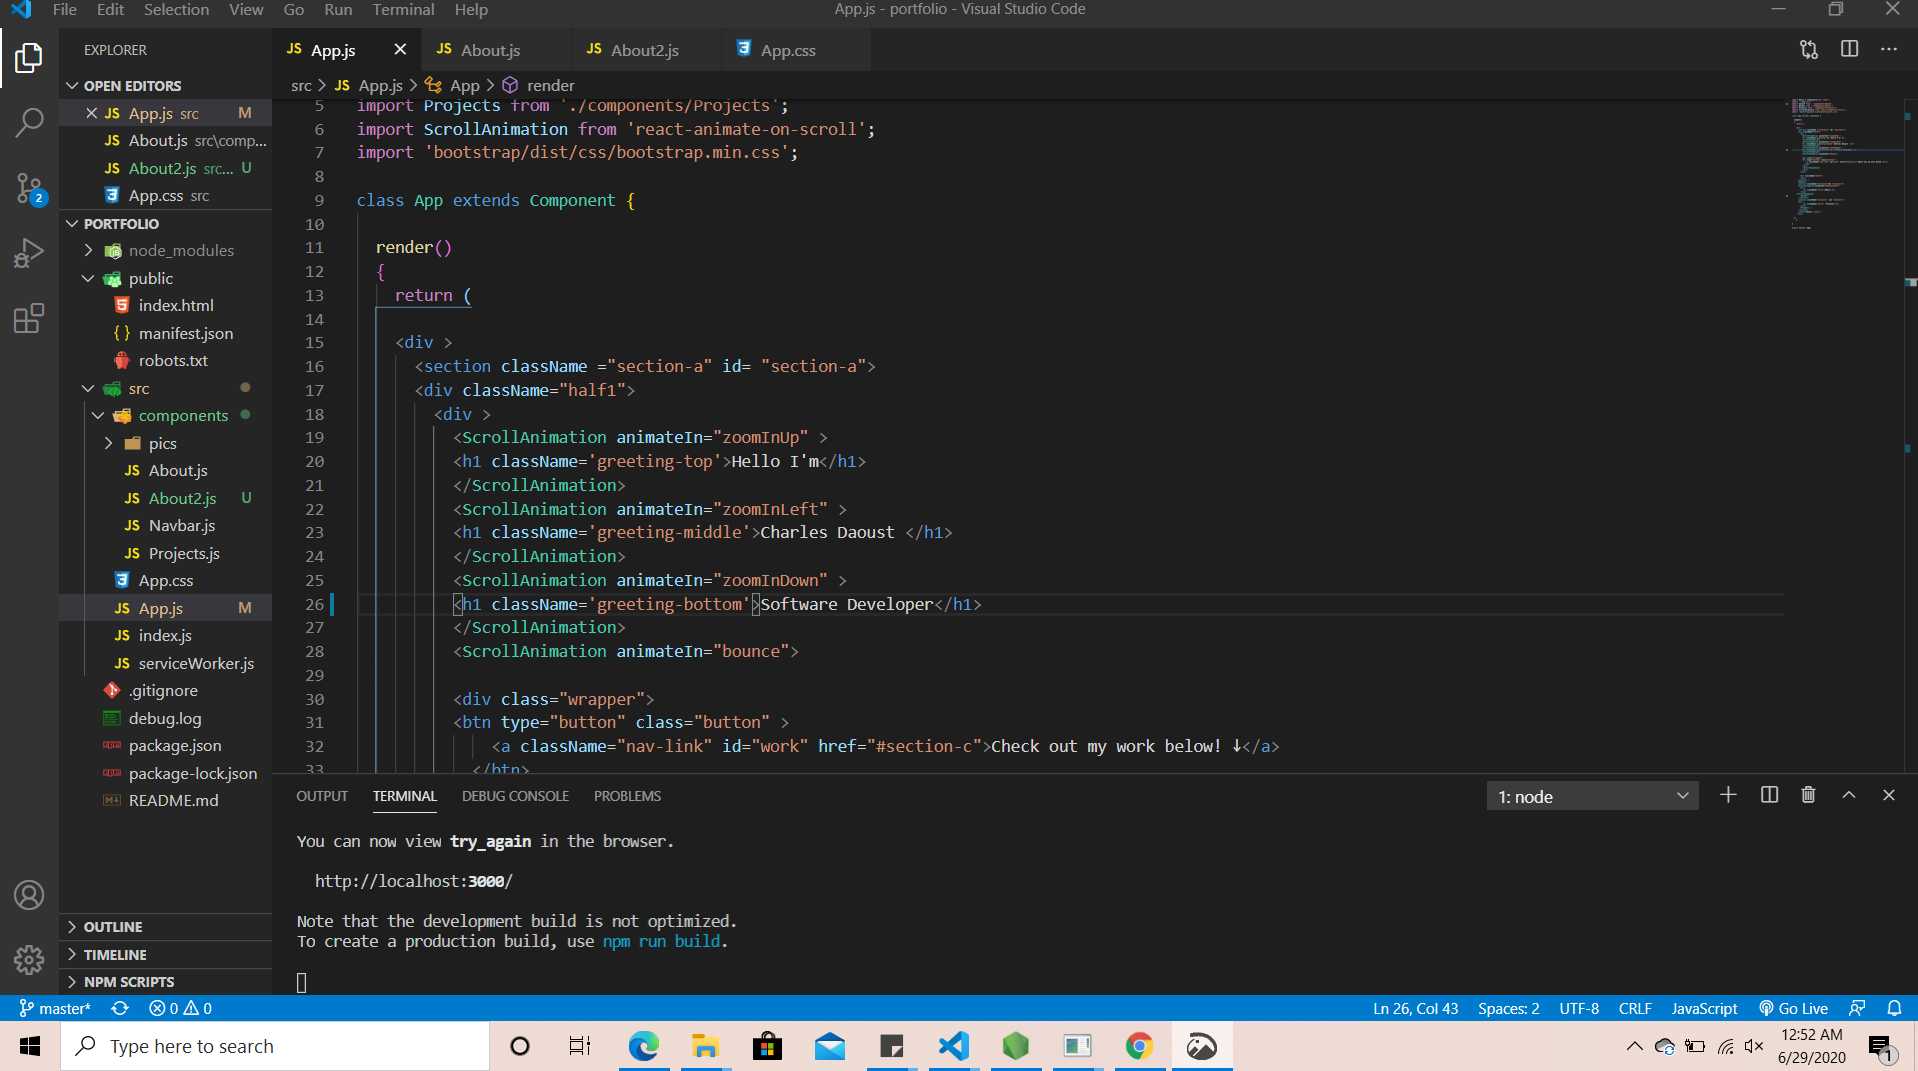 File Edit Selection View Go Run Terminal Help
App.js - portfolio - Visual Studio Code
EXPLORER
JS App.js
JS About.js
JS About2.js
App.css
src > JS App.js > App > render
OPEN EDITORS
JS App.js src M
JS About.js src\comp...
JS About2.js src... U
App.css src
PORTFOLIO
node_modules
public
index.html
{} manifest.json
robots.txt
src
components
pics
JS About.js
JS About2.js U
JS Navbar.js
JS Projects.js
App.css
JS App.js M
JS index.js
JS serviceWorker.js
.gitignore
debug.log
package.json
package-lock.json
README.md
OUTLINE
TIMELINE
NPM SCRIPTS
2
5 import Projects from './components/Projects';
6 import ScrollAnimation from 'react-animate-on-scroll';
7 import 'bootstrap/dist/css/bootstrap.min.css';
8
9 class App extends Component {
10
11 render()
12 {
13 return (
14
15 <div >
16 <section className ="section-a" id= "section-a">
17 <div className="half1">
18 <div >
19 <ScrollAnimation animateIn="zoomInUp" >
20 <h1 className='greeting-top'>Hello I'm</h1>
21 </ScrollAnimation>
22 <ScrollAnimation animateIn="zoomInLeft" >
23 <h1 className='greeting-middle'>Charles Daoust </h1>
24 </ScrollAnimation>
25 <ScrollAnimation animateIn="zoomInDown" >
26 <h1 className='greeting-bottom'>Software Developer</h1>
27 </ScrollAnimation>
28 <ScrollAnimation animateIn="bounce">
29
30 <div class="wrapper">
31 <btn type="button" class="button" >
32 <a className="nav-link" id="work" href="#section-c">Check out my work below! ↓</a>
33 </btn>
OUTPUT TERMINAL DEBUG CONSOLE PROBLEMS
1: node
You can now view try_again in the browser.
http://localhost:3000/
Note that the development build is not optimized.
To create a production build, use npm run build.
master* 0 0
Ln 26, Col 43 Spaces: 2 UTF-8 CRLF JavaScript Go Live
Type here to search
12:52 AM
6/29/2020
1